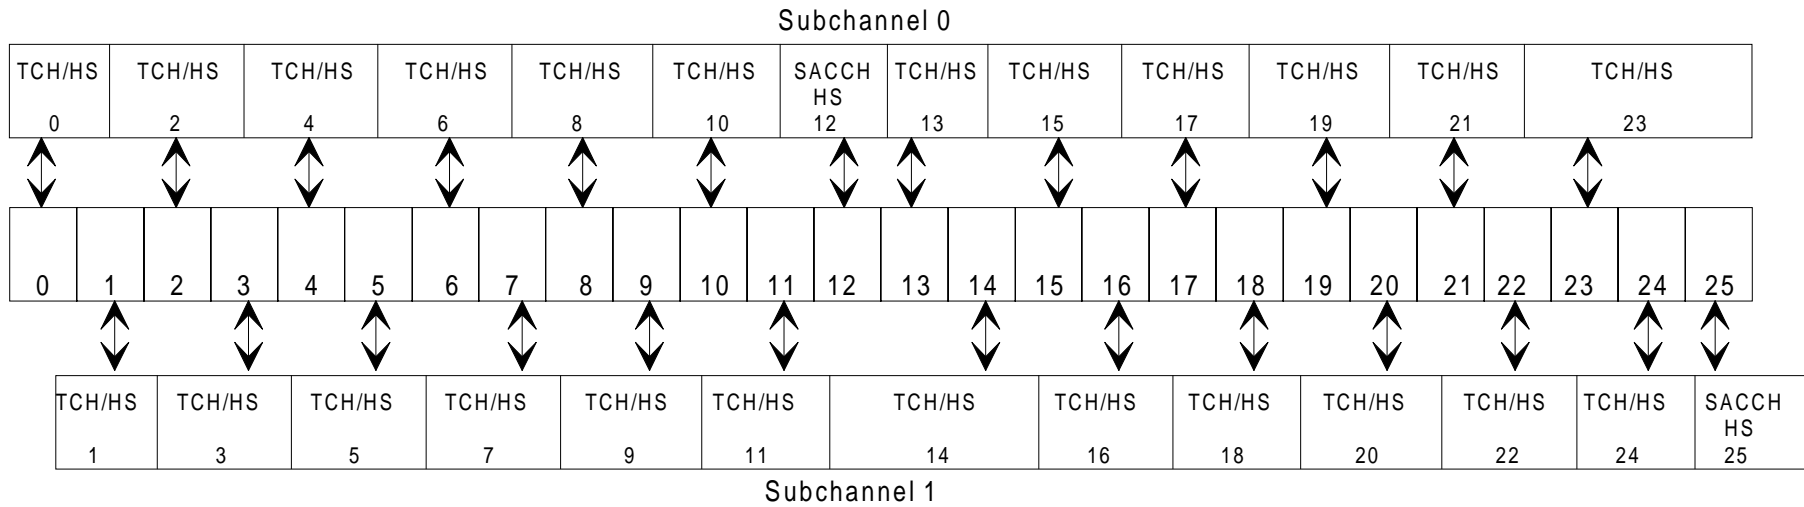 Subchannel 0
TCH/HS TCH/HS TCH/HS TCH/HS TCH/HS TCH/HS SACCH TCH/HS TCH/HS TCH/HS TCH/HS TCH/HS TCH/HS
HS
0 2 4 6 8 10 12 13 15 17 19 21 23
0 1 2 3 4 5 6 7 8 9 10 11 12 13 14 15 16 17 18 19 20 21 22 23 24 25
TCH/HS TCH/HS TCH/HS TCH/HS TCH/HS TCH/HS TCH/HS TCH/HS TCH/HS TCH/HS TCH/HS TCH/HS SACCH
HS
1 3 5 7 9 11 14 16 18 20 22 24 25
Subchannel 1